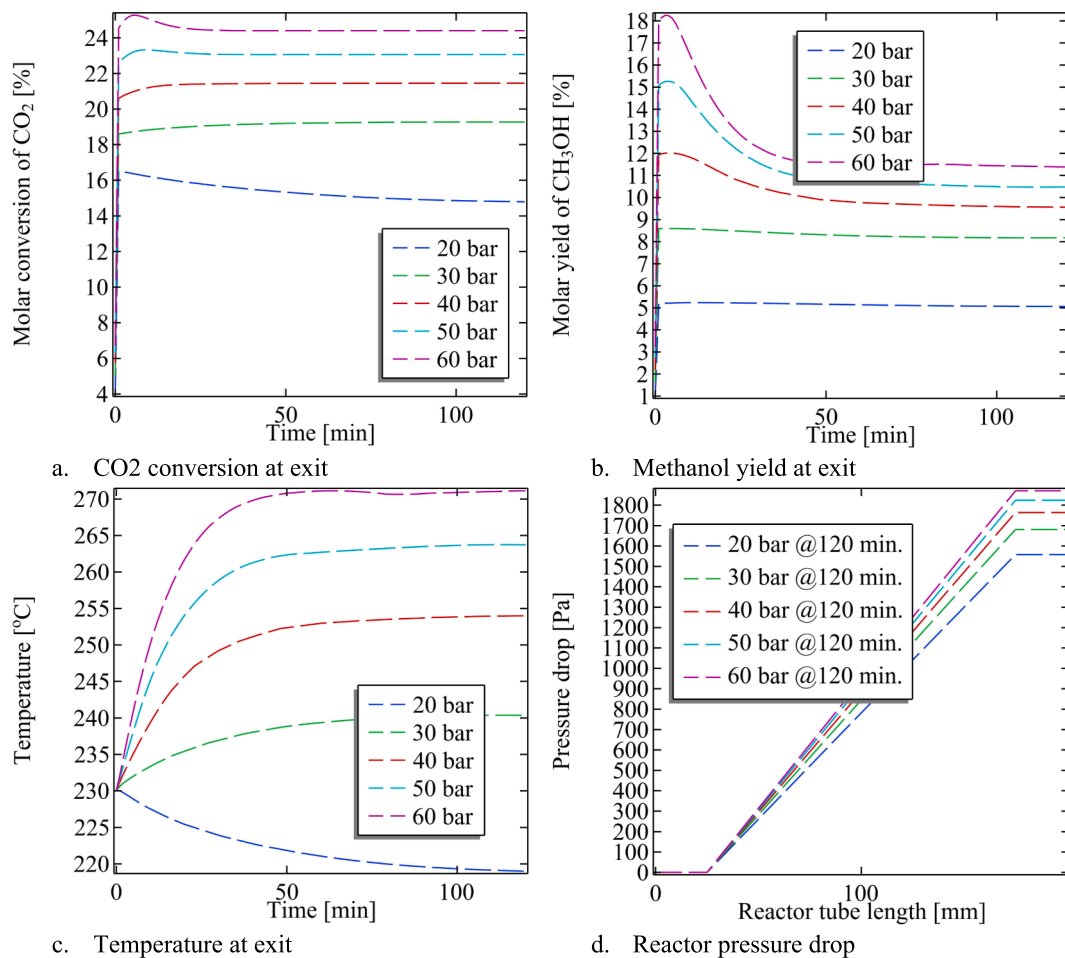 24
22
20
18
16
14
12
10
8
6
4
Molar conversion of CO₂ [%]
20 bar
30 bar
40 bar
50 bar
60 bar
0
50
100
Time [min]
a. CO2 conversion at exit
18
17
16
15
14
13
12
11
10
9
8
7
6
5
4
3
2
1
Molar yield of CH₃OH [%]
20 bar
30 bar
40 bar
50 bar
60 bar
0
50
100
Time [min]
b. Methanol yield at exit
270
265
260
255
250
245
240
235
230
225
220
Temperature [°C]
20 bar
30 bar
40 bar
50 bar
60 bar
0
50
100
Time [min]
c. Temperature at exit
1800
1700
1600
1500
1400
1300
1200
1100
1000
900
800
700
600
500
400
300
200
100
0
Pressure drop [Pa]
20 bar @120 min.
30 bar @120 min.
40 bar @120 min.
50 bar @120 min.
60 bar @120 min.
0
100
Reactor tube length [mm]
d. Reactor pressure drop